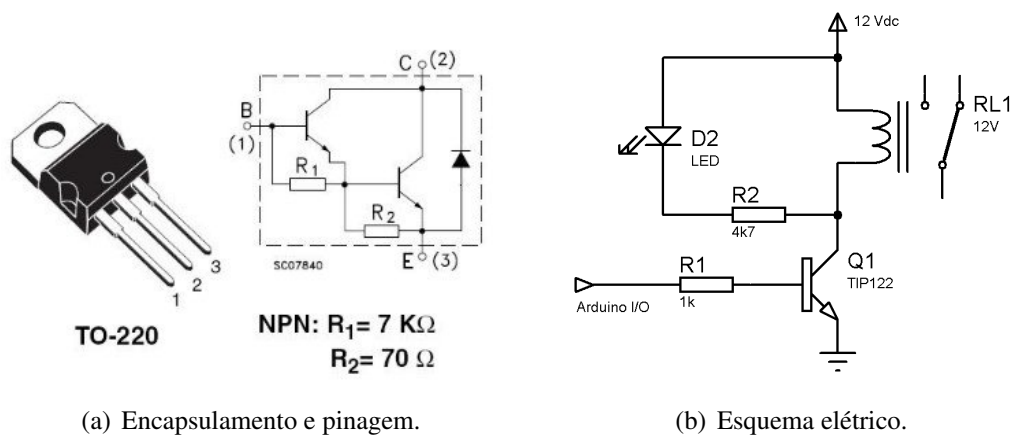 C (2)
B
(1)
R1
R2
SC07840
E (3)
1
2
3
TO-220
NPN: R1= 7 KΩ
R2= 70 Ω
(a) Encapsulamento e pinagem.
12 Vdc
D2
LED
RL1
12V
R2
4k7
R1
1k
Arduino I/O
Q1
TIP122
(b) Esquema elétrico.